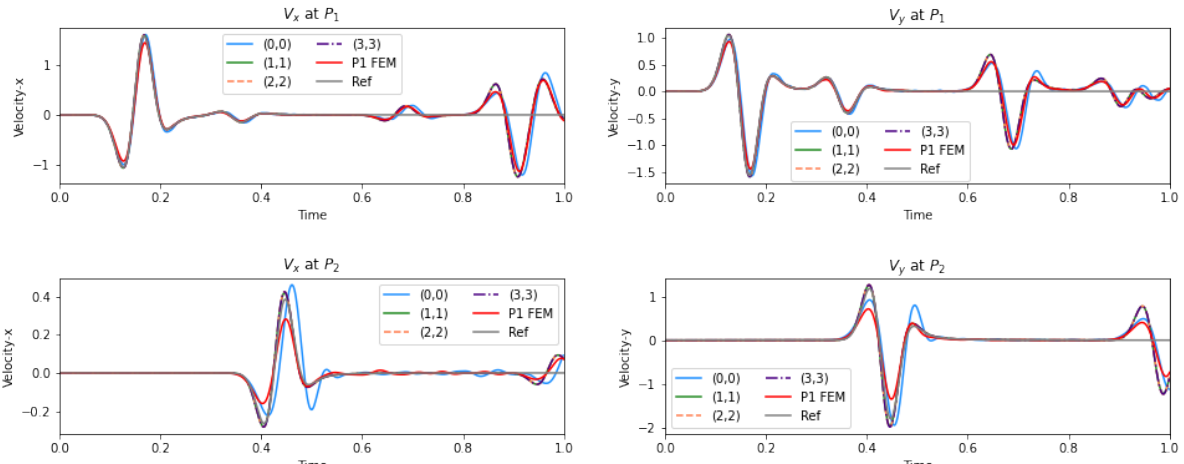 V_x at P_1
Velocity-x
1
0
−1
(0,0)
(1,1)
(2,2)
(3,3)
P1 FEM
Ref
0.0 0.2 0.4 0.6 0.8 1.0
Time
V_y at P_1
Velocity-y
1.0
0.5
0.0
−0.5
−1.0
−1.5
(0,0)
(1,1)
(2,2)
(3,3)
P1 FEM
Ref
0.0 0.2 0.4 0.6 0.8 1.0
Time
V_x at P_2
Velocity-x
0.4
0.2
0.0
−0.2
(0,0)
(1,1)
(2,2)
(3,3)
P1 FEM
Ref
0.0 0.2 0.4 0.6 0.8 1.0
Time
V_y at P_2
Velocity-y
1
0
−1
−2
(0,0)
(1,1)
(2,2)
(3,3)
P1 FEM
Ref
0.0 0.2 0.4 0.6 0.8 1.0
Time